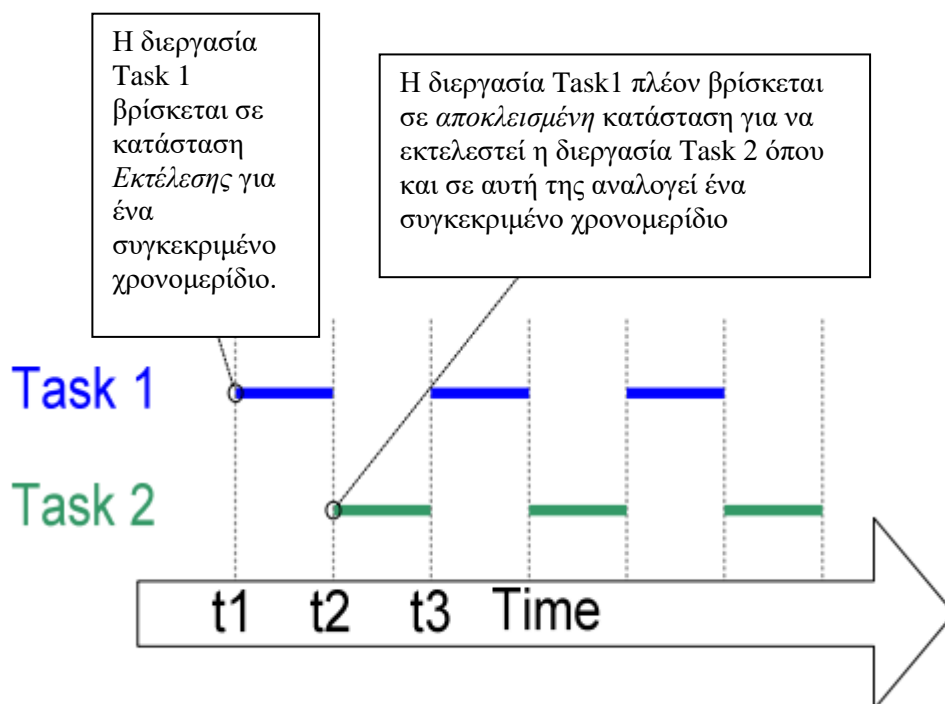 Η διεργασία
Task 1
βρίσκεται σε
κατάσταση
Εκτέλεσης για
ένα
συγκεκριμένο
χρονομερίδιο.
Η διεργασία Task1 πλέον βρίσκεται
σε αποκλεισμένη κατάσταση για να
εκτελεστεί η διεργασία Task 2 όπου
και σε αυτή της αναλογεί ένα
συγκεκριμένο χρονομερίδιο
Task 1
Task 2
t1 t2 t3 Time